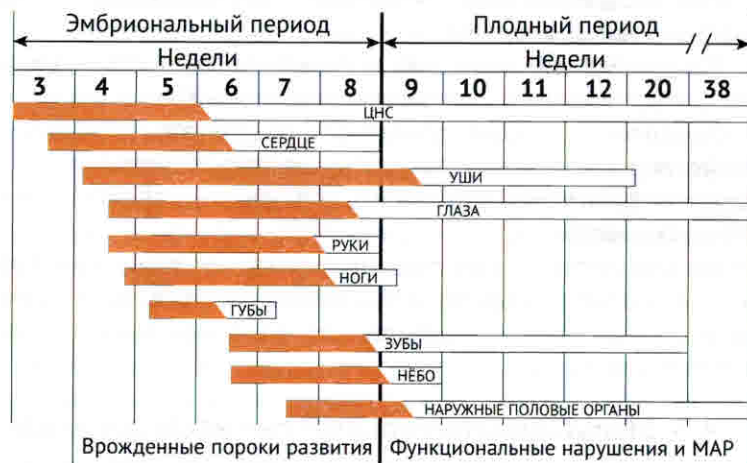 Эмбриональный период Плодный период
Недели Недели
3 4 5 6 7 8 9 10 11 12 20 38
ЦНС
СЕРДЦЕ
УШИ
ГЛАЗА
РУКИ
НОГИ
ГУБЫ
ЗУБЫ
НЁБО
НАРУЖНЫЕ ПОЛОВЫЕ ОРГАНЫ
Врожденные пороки развития Функциональные нарушения и МАР